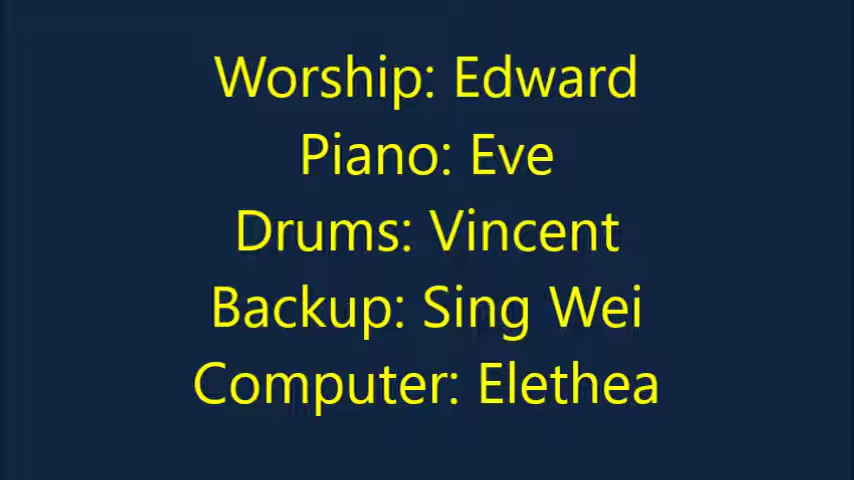 Worship: Edward
Piano: Eve
Drums: Vincent
Backup: Sing Wei
Computer: Elethea